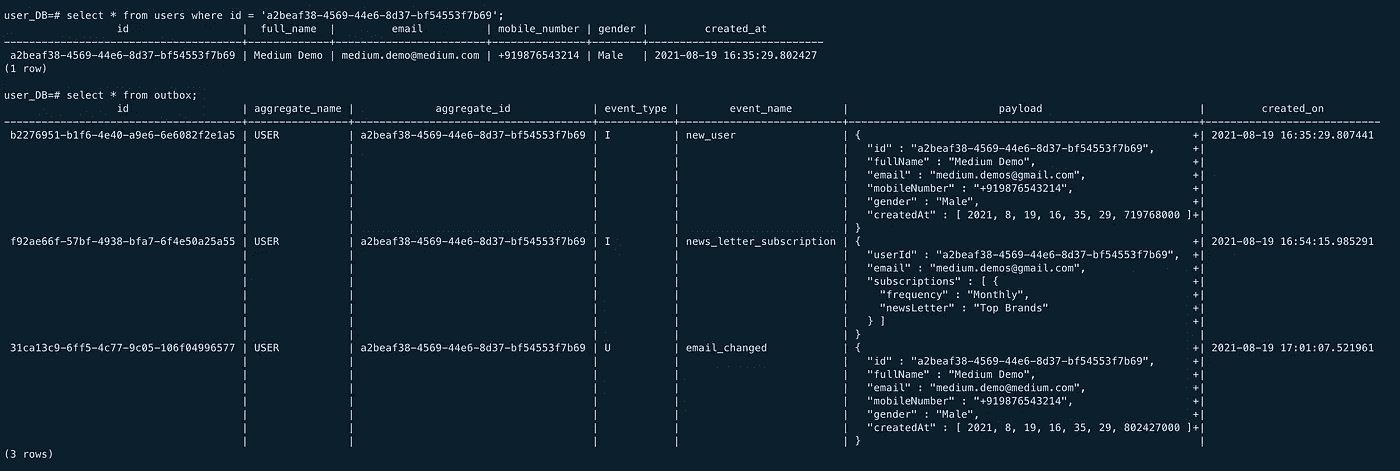 user_DB=# select * from users where id = 'a2beaf38-4569-44e6-8d37-bf54553f7b69';
id | full_name | email | mobile_number | gender | created_at
a2beaf38-4569-44e6-8d37-bf54553f7b69 | Medium Demo | medium.demo@medium.com | +919876543214 | Male | 2021-08-19 16:35:29.802427
(1 row)
user_DB=# select * from outbox;
id | aggregate_name | aggregate_id | event_type | event_name | payload | created_on
b2276951-b1f6-4e40-a9e6-6e6082f2e1a5 | USER | a2beaf38-4569-44e6-8d37-bf54553f7b69 | I | new_user | { +| 2021-08-19 16:35:29.807441
| | | | | "id" : "a2beaf38-4569-44e6-8d37-bf54553f7b69", +|
| | | | | "fullName" : "Medium Demo", +|
| | | | | "email" : "medium.demos@gmail.com", +|
| | | | | "mobileNumber" : "+919876543214", +|
| | | | | "gender" : "Male", +|
| | | | | "createdAt" : [ 2021, 8, 19, 16, 35, 29, 719768000 ]+|
| | | | | } |
f92ae66f-57bf-4938-bfa7-6f4e50a25a55 | USER | a2beaf38-4569-44e6-8d37-bf54553f7b69 | I | news_letter_subscription | { +| 2021-08-19 16:54:15.985291
| | | | | "userId" : "a2beaf38-4569-44e6-8d37-bf54553f7b69", +|
| | | | | "email" : "medium.demos@gmail.com", +|
| | | | | "subscriptions" : [ { +|
| | | | | "frequency" : "Monthly", +|
| | | | | "newsLetter" : "Top Brands" +|
| | | | | } ] +|
| | | | | } |
31ca13c9-6ff5-4c77-9c05-106f04996577 | USER | a2beaf38-4569-44e6-8d37-bf54553f7b69 | U | email_changed | { +| 2021-08-19 17:01:07.521961
| | | | | "id" : "a2beaf38-4569-44e6-8d37-bf54553f7b69", +|
| | | | | "fullName" : "Medium Demo", +|
| | | | | "email" : "medium.demo@medium.com", +|
| | | | | "mobileNumber" : "+919876543214", +|
| | | | | "gender" : "Male", +|
| | | | | "createdAt" : [ 2021, 8, 19, 16, 35, 29, 802427000 ]+|
| | | | | } |
(3 rows)